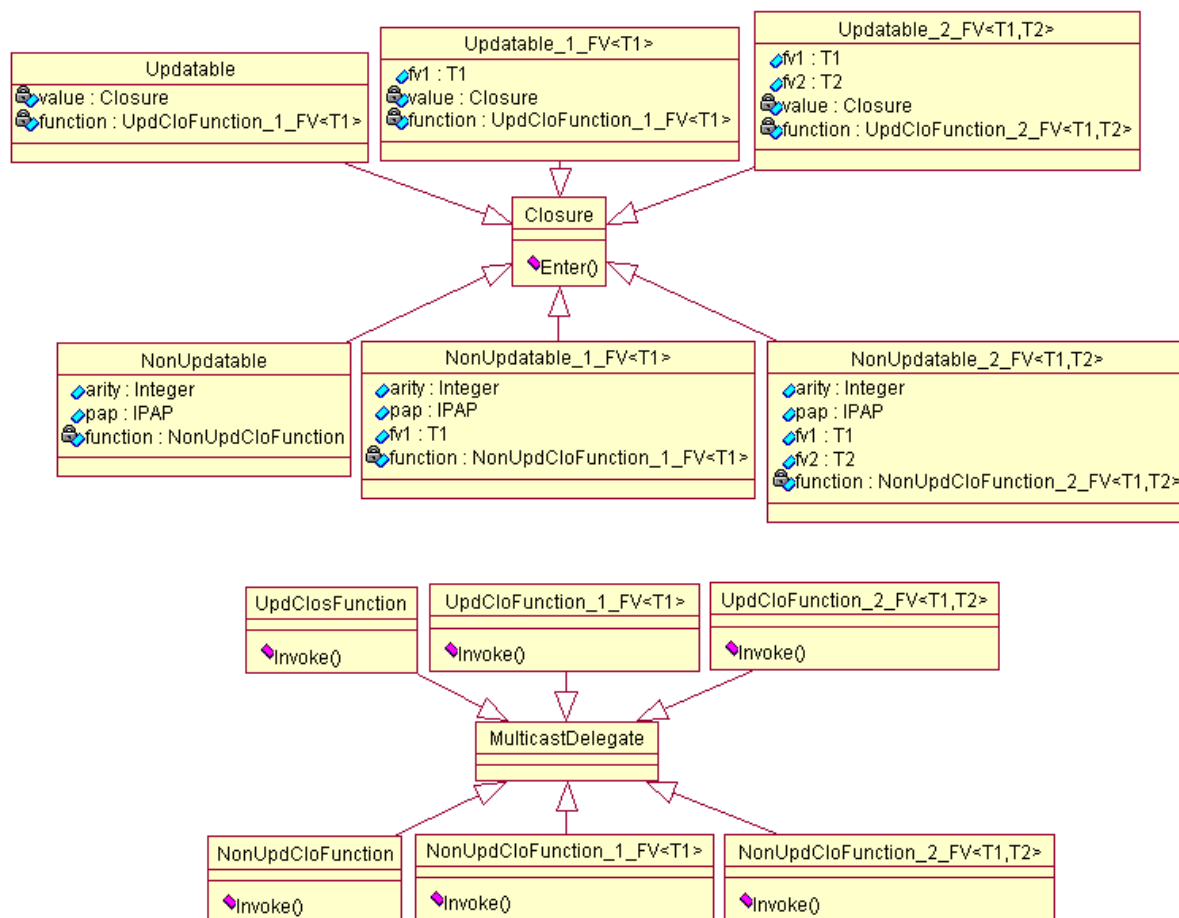 Updatable
value : Closure
function : UpdCloFunction_1_FV<T1>
Updatable_1_FV<T1>
fv1 : T1
value : Closure
function : UpdCloFunction_1_FV<T1>
Updatable_2_FV<T1,T2>
fv1 : T1
fv2 : T2
value : Closure
function : UpdCloFunction_2_FV<T1,T2>
Closure
Enter()
NonUpdatable
arity : Integer
pap : IPAP
function : NonUpdCloFunction
NonUpdatable_1_FV<T1>
arity : Integer
pap : IPAP
fv1 : T1
function : NonUpdCloFunction_1_FV<T1>
NonUpdatable_2_FV<T1,T2>
arity : Integer
pap : IPAP
fv1 : T1
fv2 : T2
function : NonUpdCloFunction_2_FV<T1,T2>
UpdClosFunction
Invoke()
UpdCloFunction_1_FV<T1>
Invoke()
UpdCloFunction_2_FV<T1,T2>
Invoke()
MulticastDelegate
NonUpdCloFunction
Invoke()
NonUpdCloFunction_1_FV<T1>
Invoke()
NonUpdCloFunction_2_FV<T1,T2>
Invoke()